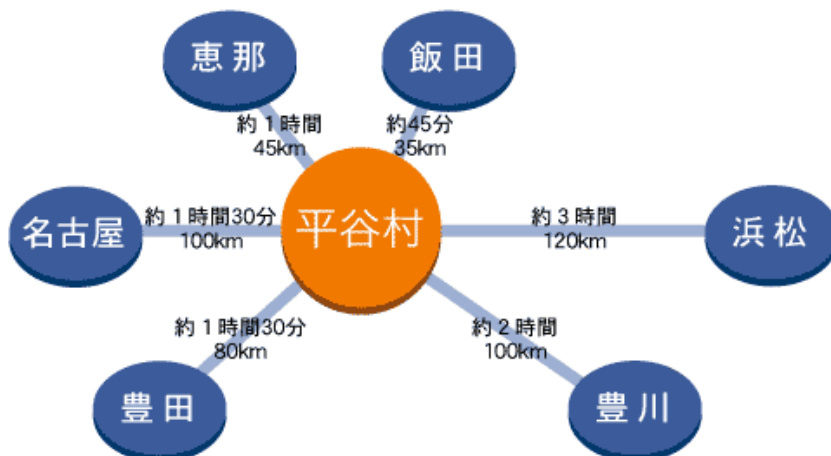 恵那
飯田
約1時間
45km
約45分
35km
名古屋
約1時間30分
100km
平谷村
約3時間
120km
浜松
約1時間30分
80km
約2時間
100km
豊田
豊川